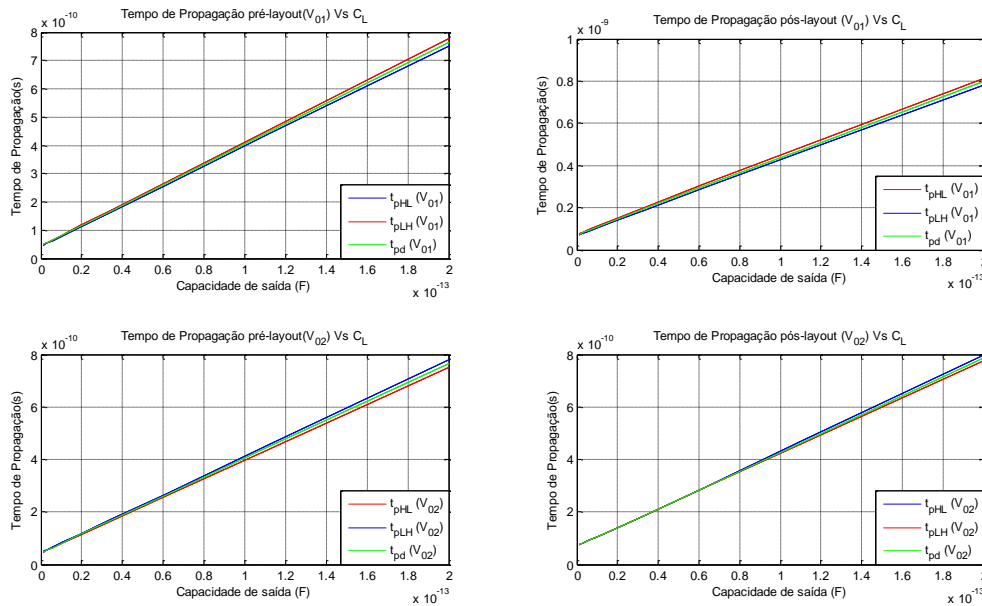 Tempo de Propagação pré-layout(V01) Vs CL
x 10-10
8
7
6
5
4
3
2
1
0
Tempo de Propagação(s)
tpHL (V01)
tpLH (V01)
tpd (V01)
0 0.2 0.4 0.6 0.8 1 1.2 1.4 1.6 1.8 2
Capacidade de saída (F)
x 10-13
Tempo de Propagação pós-layout (V01) Vs CL
x 10-9
1
0.8
0.6
0.4
0.2
0
Tempo de Propagação(s)
tpHL (V01)
tpLH (V01)
tpd (V01)
0 0.2 0.4 0.6 0.8 1 1.2 1.4 1.6 1.8 2
Capacidade de saída (F)
x 10-13
Tempo de Propagação pré-layout(V02) Vs CL
x 10-10
8
6
4
2
0
Tempo de Propagação(s)
tpHL (V02)
tpLH (V02)
tpd (V02)
0 0.2 0.4 0.6 0.8 1 1.2 1.4 1.6 1.8 2
Capacidade de saída (F)
x 10-13
Tempo de Propagação pós-layout (V02) Vs CL
x 10-10
8
6
4
2
0
Tempo de Propagação(s)
tpHL (V02)
tpLH (V02)
tpd (V02)
0 0.2 0.4 0.6 0.8 1 1.2 1.4 1.6 1.8 2
Capacidade de saída (F)
x 10-13